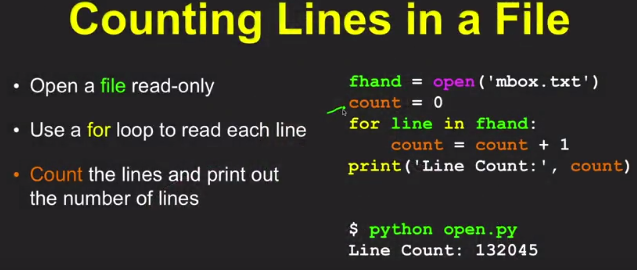 Counting Lines in a File
• Open a file read-only
• Use a for loop to read each line
• Count the lines and print out
the number of lines
fhand = open('mbox.txt')
count = 0
for line in fhand:
    count = count + 1
print('Line Count:', count)
$ python open.py
Line Count: 132045